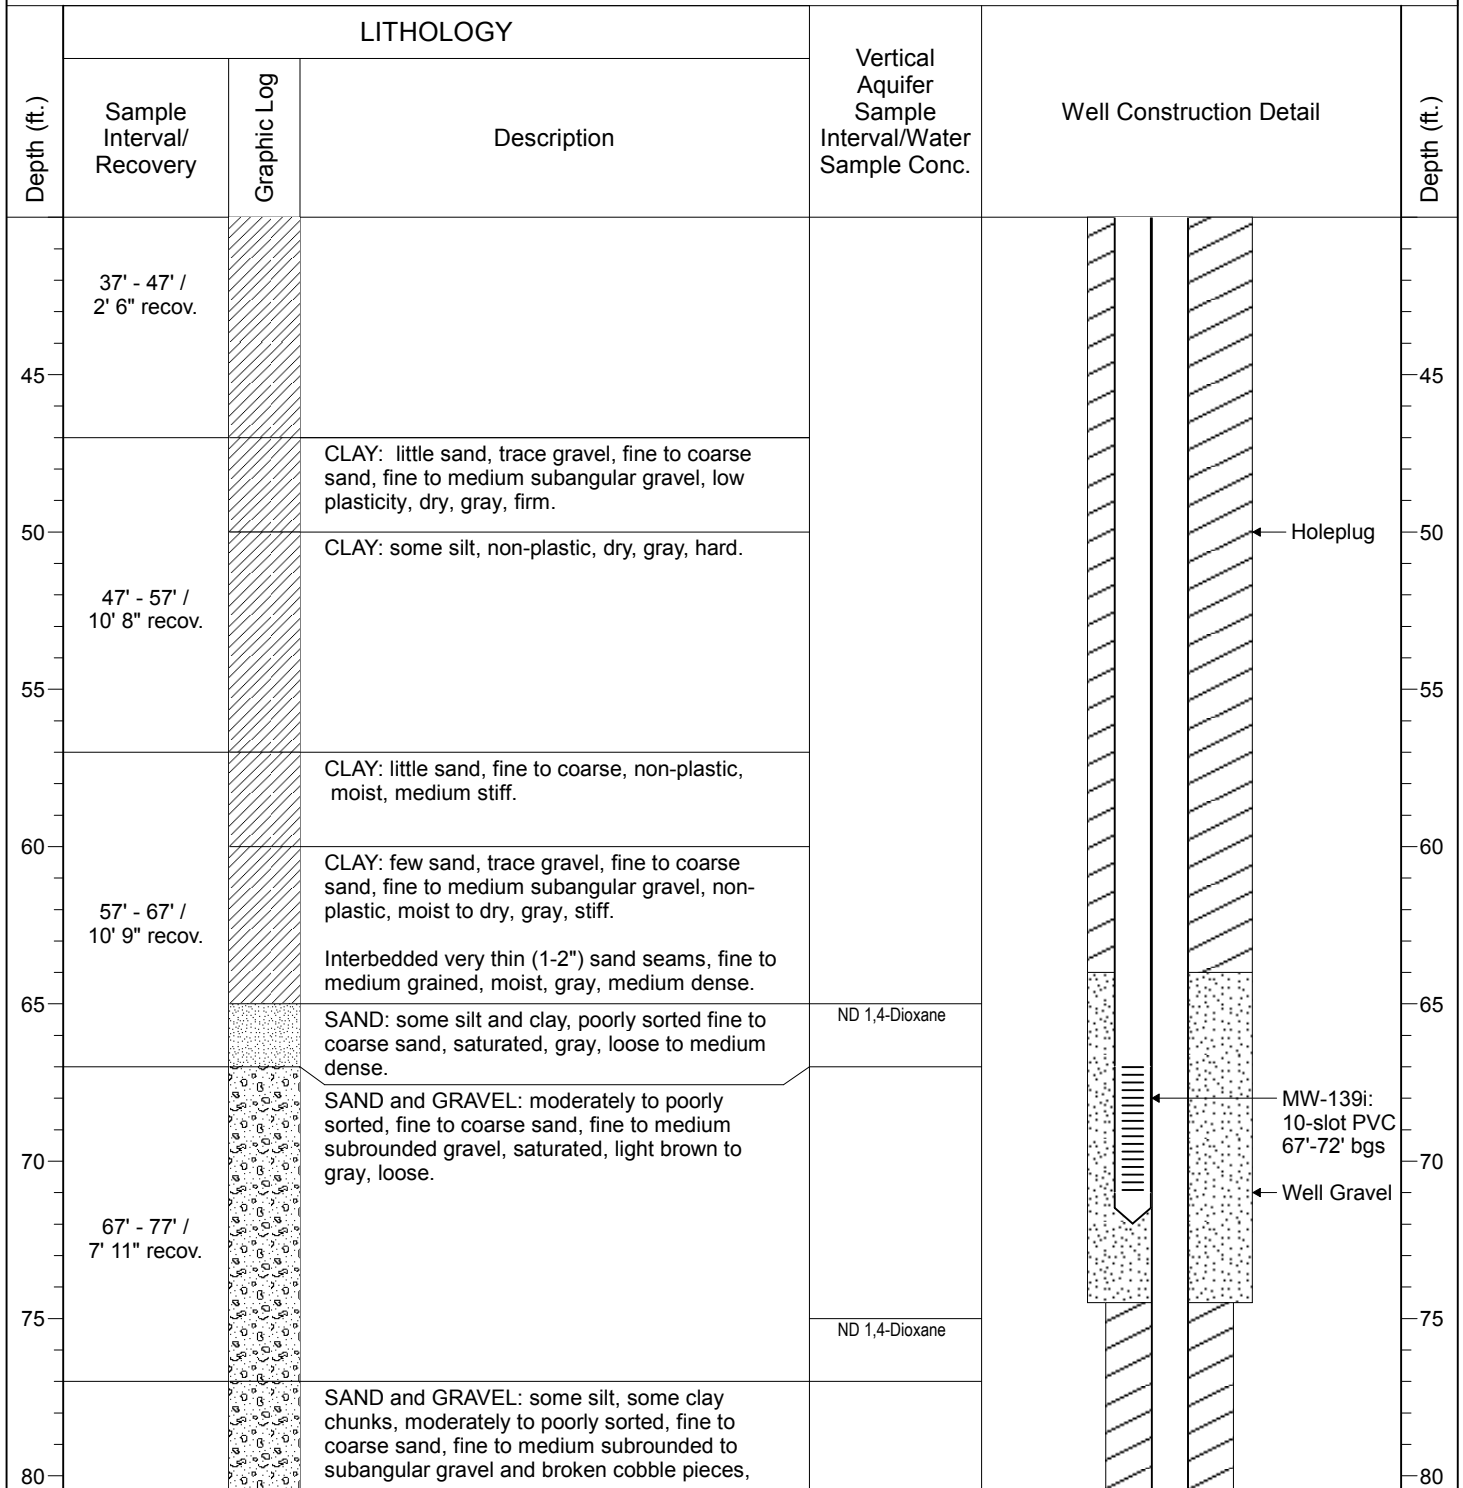 LITHOLOGY
Depth (ft.)
Sample
Interval/
Recovery
Graphic Log
Description
Vertical
Aquifer
Sample
Interval/Water
Sample Conc.
Well Construction Detail
Depth (ft.)
37' - 47' /
2' 6" recov.
45
45
CLAY:  little sand, trace gravel, fine to coarse
sand, fine to medium subangular gravel, low
plasticity, dry, gray, firm.
50
CLAY: some silt, non-plastic, dry, gray, hard.
Holeplug
50
47' - 57' /
10' 8" recov.
55
55
CLAY: little sand, fine to coarse, non-plastic,
moist, medium stiff.
60
60
CLAY: few sand, trace gravel, fine to coarse
sand, fine to medium subangular gravel, non-
plastic, moist to dry, gray, stiff.
57' - 67' /
10' 9" recov.
Interbedded very thin (1-2") sand seams, fine to
medium grained, moist, gray, medium dense.
65
65
SAND: some silt and clay, poorly sorted fine to
coarse sand, saturated, gray, loose to medium
dense.
ND 1,4-Dioxane
SAND and GRAVEL: moderately to poorly
sorted, fine to coarse sand, fine to medium
subrounded gravel, saturated, light brown to
gray, loose.
MW-139i:
10-slot PVC
67'-72' bgs
70
70
Well Gravel
67' - 77' /
7' 11" recov.
75
75
ND 1,4-Dioxane
SAND and GRAVEL: some silt, some clay
chunks, moderately to poorly sorted, fine to
coarse sand, fine to medium subrounded to
subangular gravel and broken cobble pieces,
80
80